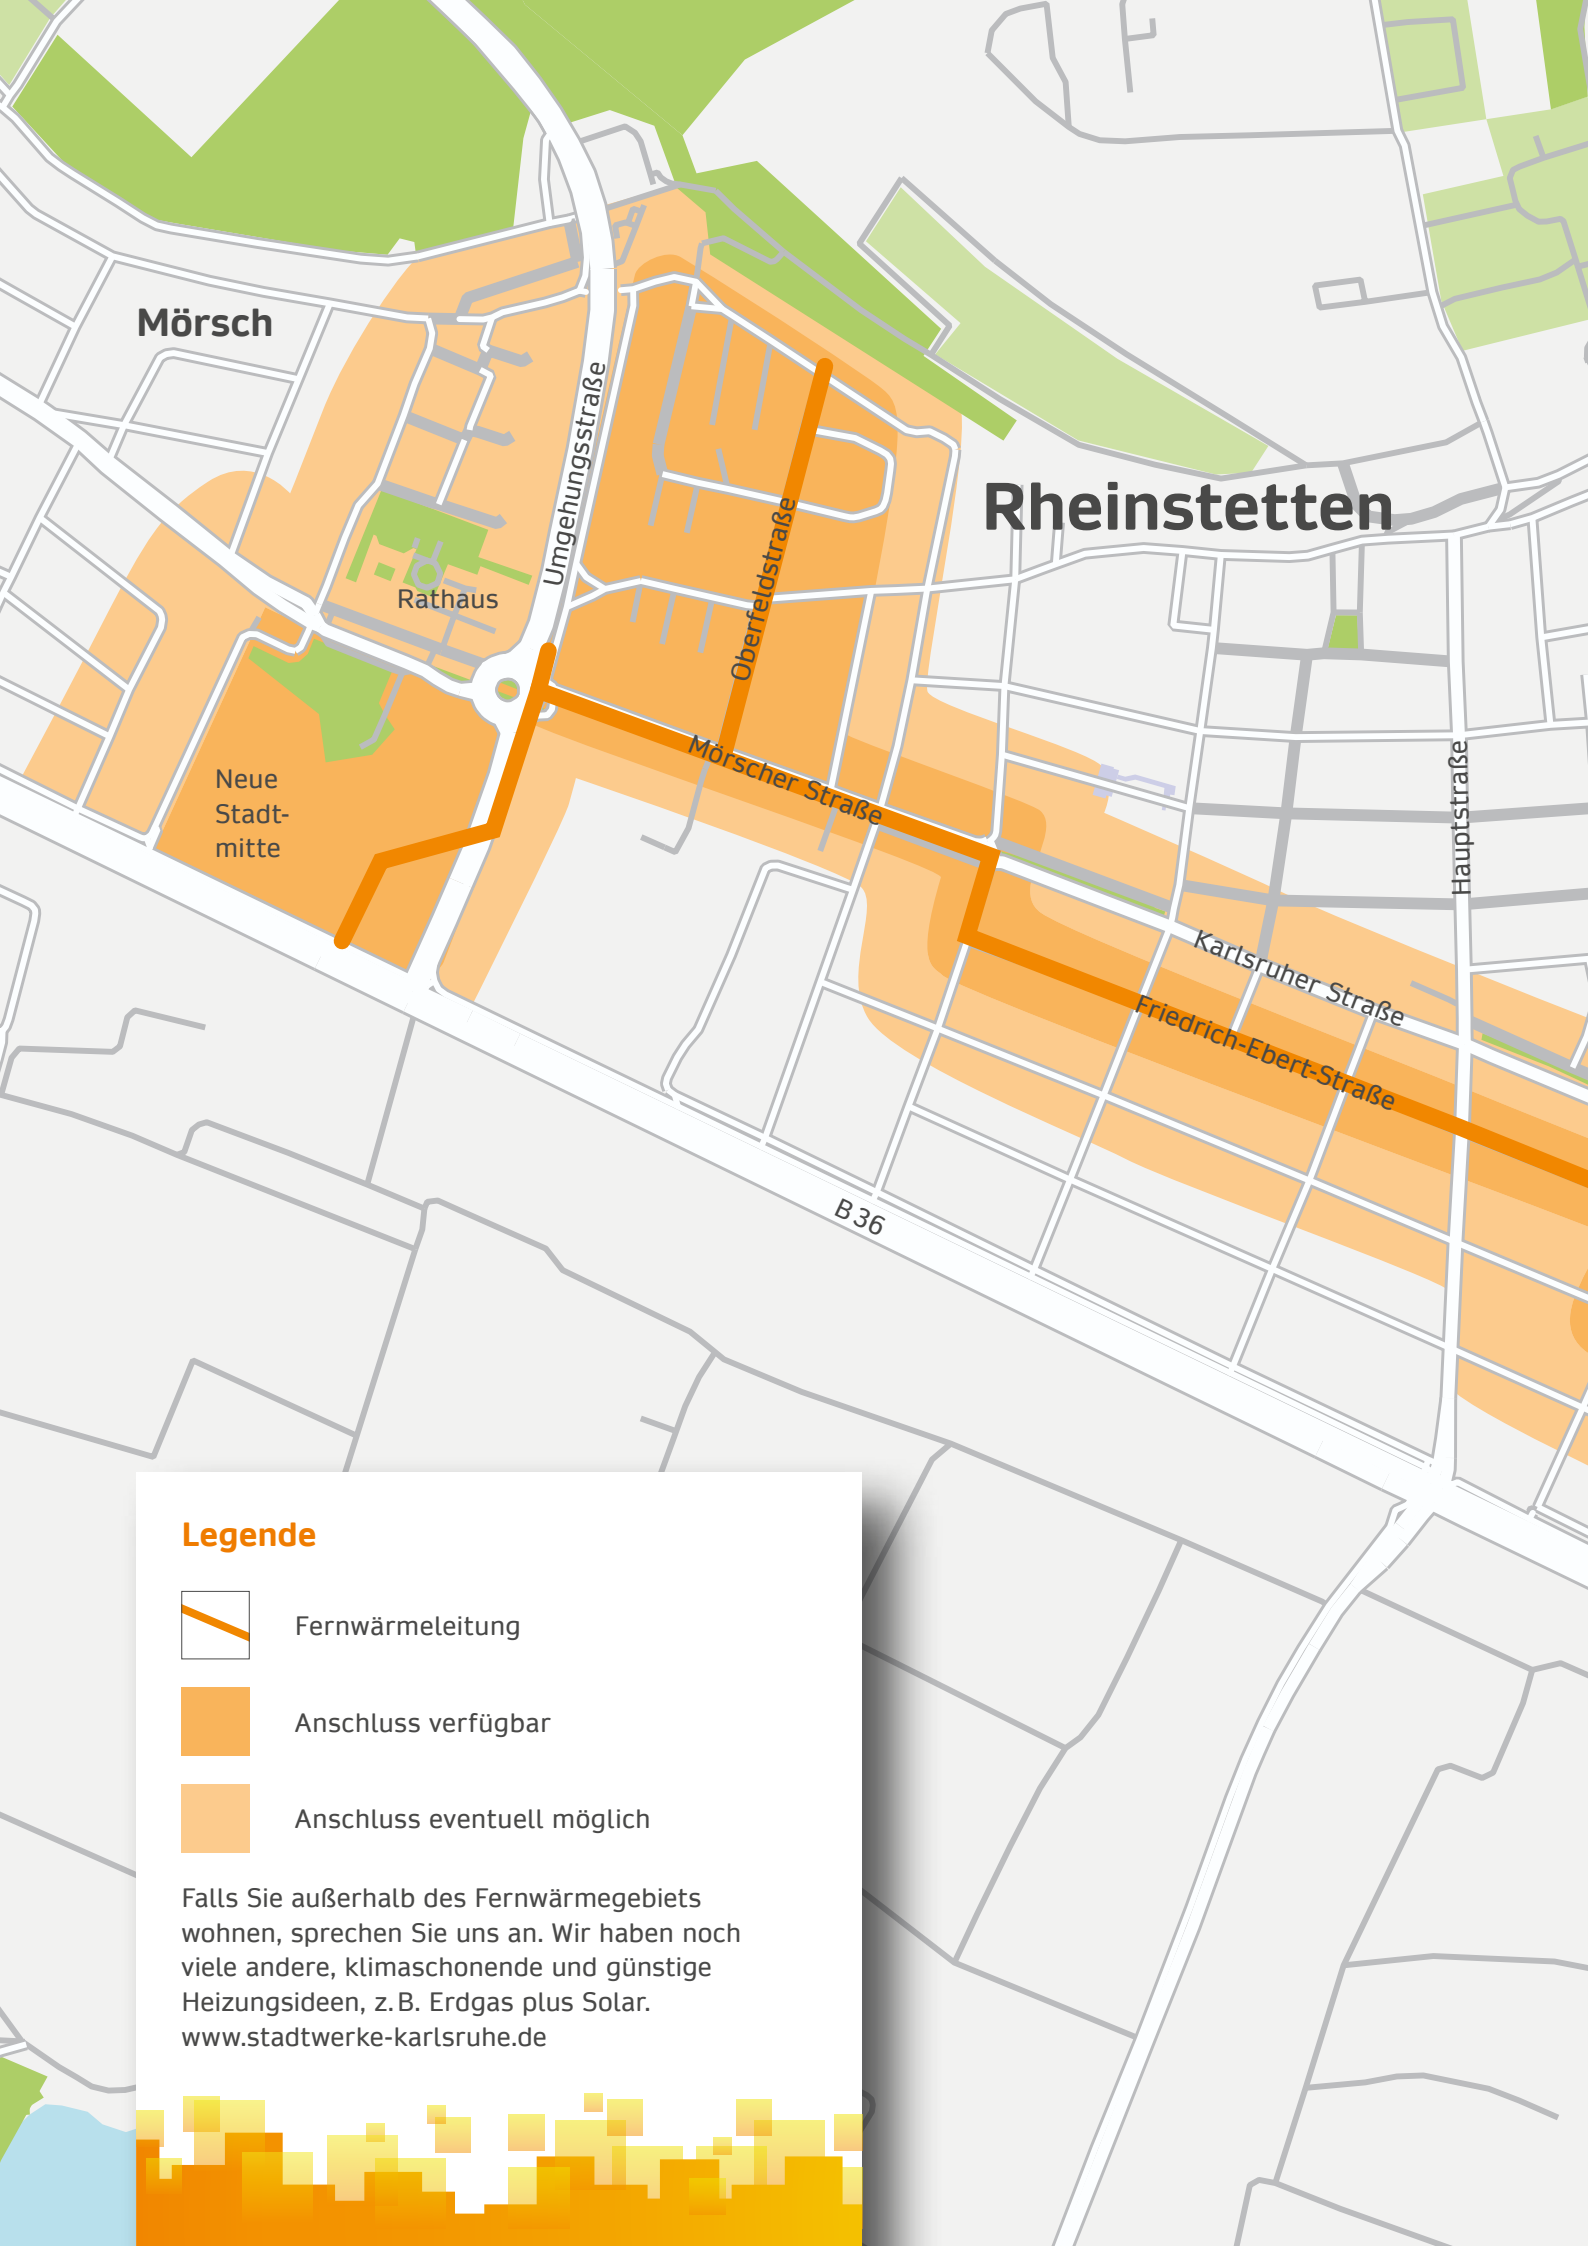 Mörsch
Rheinstetten
Umgehungsstraße
Oberfeldstraße
Rathaus
Neue
Stadt-
mitte
Mörscher Straße
Hauptstraße
Karlsruher Straße
Friedrich-Ebert-Straße
B 36
Legende
Fernwärmeleitung
Anschluss verfügbar
Anschluss eventuell möglich
Falls Sie außerhalb des Fernwärmegebiets
wohnen, sprechen Sie uns an. Wir haben noch
viele andere, klimaschonende und günstige
Heizungsideen, z. B. Erdgas plus Solar.
www.stadtwerke-karlsruhe.de